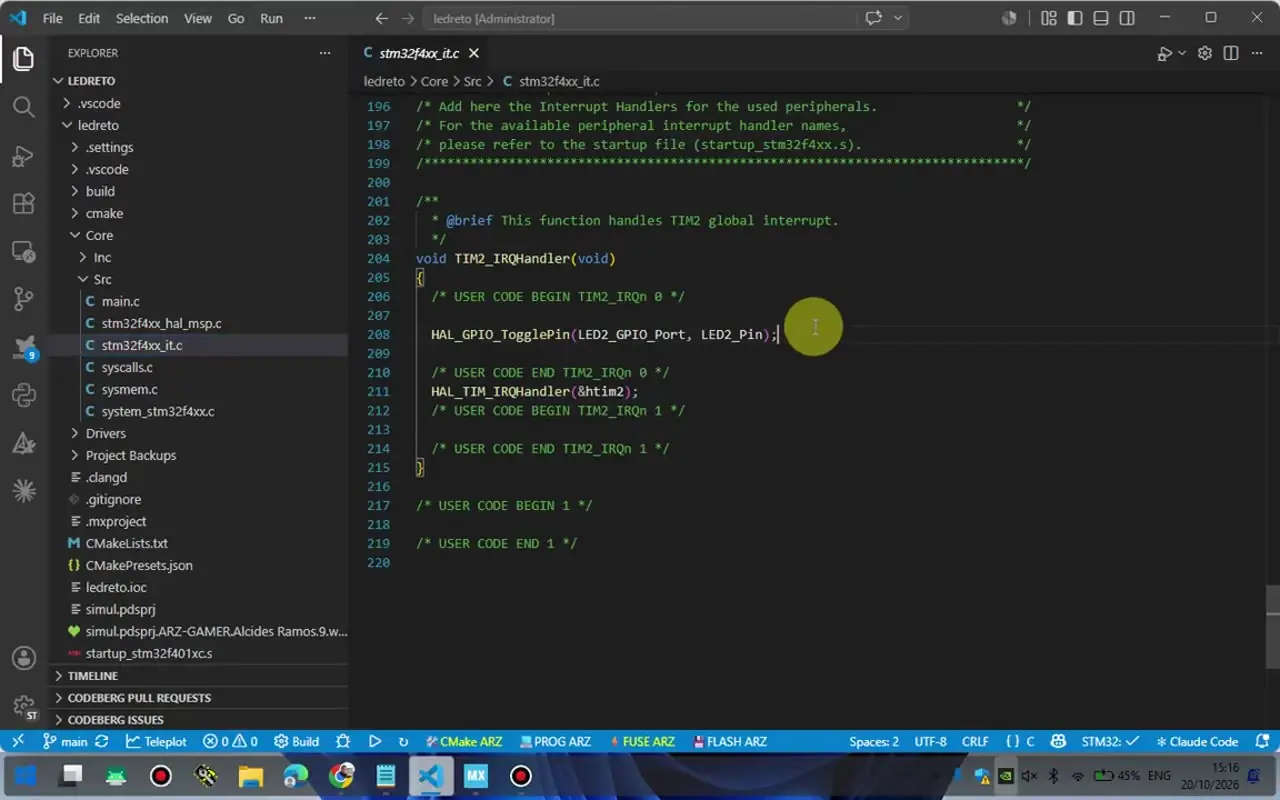 File Edit Selection View Go Run ···
ledreto [Administrator]
EXPLORER
LEDRETO
.vscode
ledreto
.settings
.vscode
build
cmake
Core
Inc
Src
main.c
stm32f4xx_hal_msp.c
stm32f4xx_it.c
syscalls.c
sysmem.c
system_stm32f4xx.c
Drivers
Project Backups
.clangd
.gitignore
.mxproject
CMakeLists.txt
CMakePresets.json
ledreto.ioc
simul.pdsprj
simul.pdsprj.ARZ-GAMER.Alcides Ramos.9.w...
startup_stm32f401xc.s
TIMELINE
CODEBERG PULL REQUESTS
CODEBERG ISSUES
9
ST
stm32f4xx_it.c
ledreto > Core > Src > C stm32f4xx_it.c
196 /* Add here the Interrupt Handlers for the used peripherals. */
197 /* For the available peripheral interrupt handler names, */
198 /* please refer to the startup file (startup_stm32f4xx.s). */
199 /******************************************************************************/
200
201 /**
202 * @brief This function handles TIM2 global interrupt.
203 */
204 void TIM2_IRQHandler(void)
205 {
206 /* USER CODE BEGIN TIM2_IRQn 0 */
207
208 HAL_GPIO_TogglePin(LED2_GPIO_Port, LED2_Pin);
209
210 /* USER CODE END TIM2_IRQn 0 */
211 HAL_TIM_IRQHandler(&htim2);
212 /* USER CODE BEGIN TIM2_IRQn 1 */
213
214 /* USER CODE END TIM2_IRQn 1 */
215 }
216
217 /* USER CODE BEGIN 1 */
218
219 /* USER CODE END 1 */
220
main Teleplot 0 0 Build CMake ARZ PROG ARZ FUSE ARZ FLASH ARZ Spaces: 2 UTF-8 CRLF {} C STM32: ✓ Claude Code
MX 45% ENG 15:16
20/10/2026